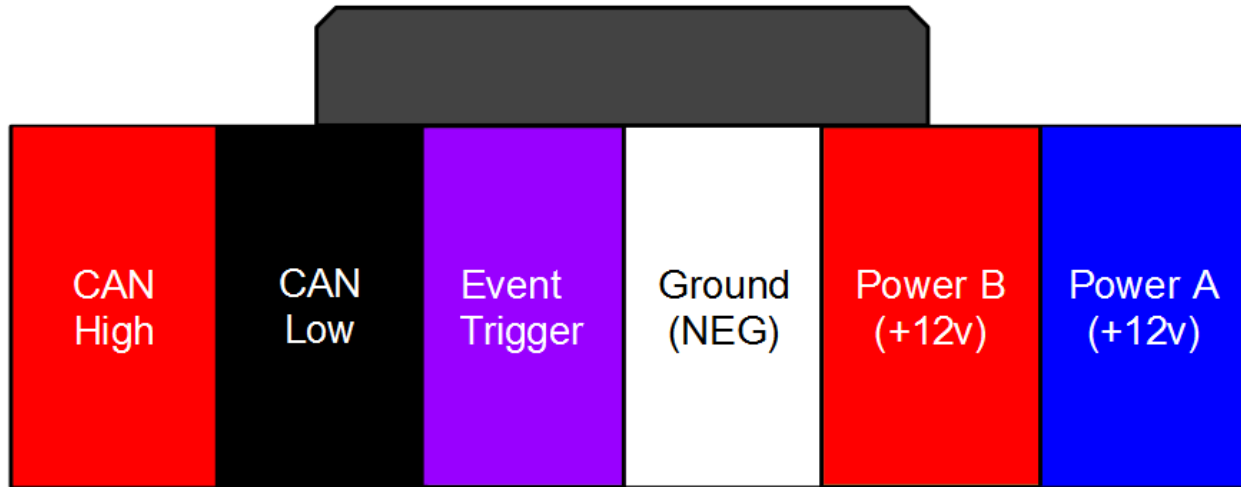 CAN
High
CAN
Low
Event
Trigger
Ground
(NEG)
Power B
(+12v)
Power A
(+12v)